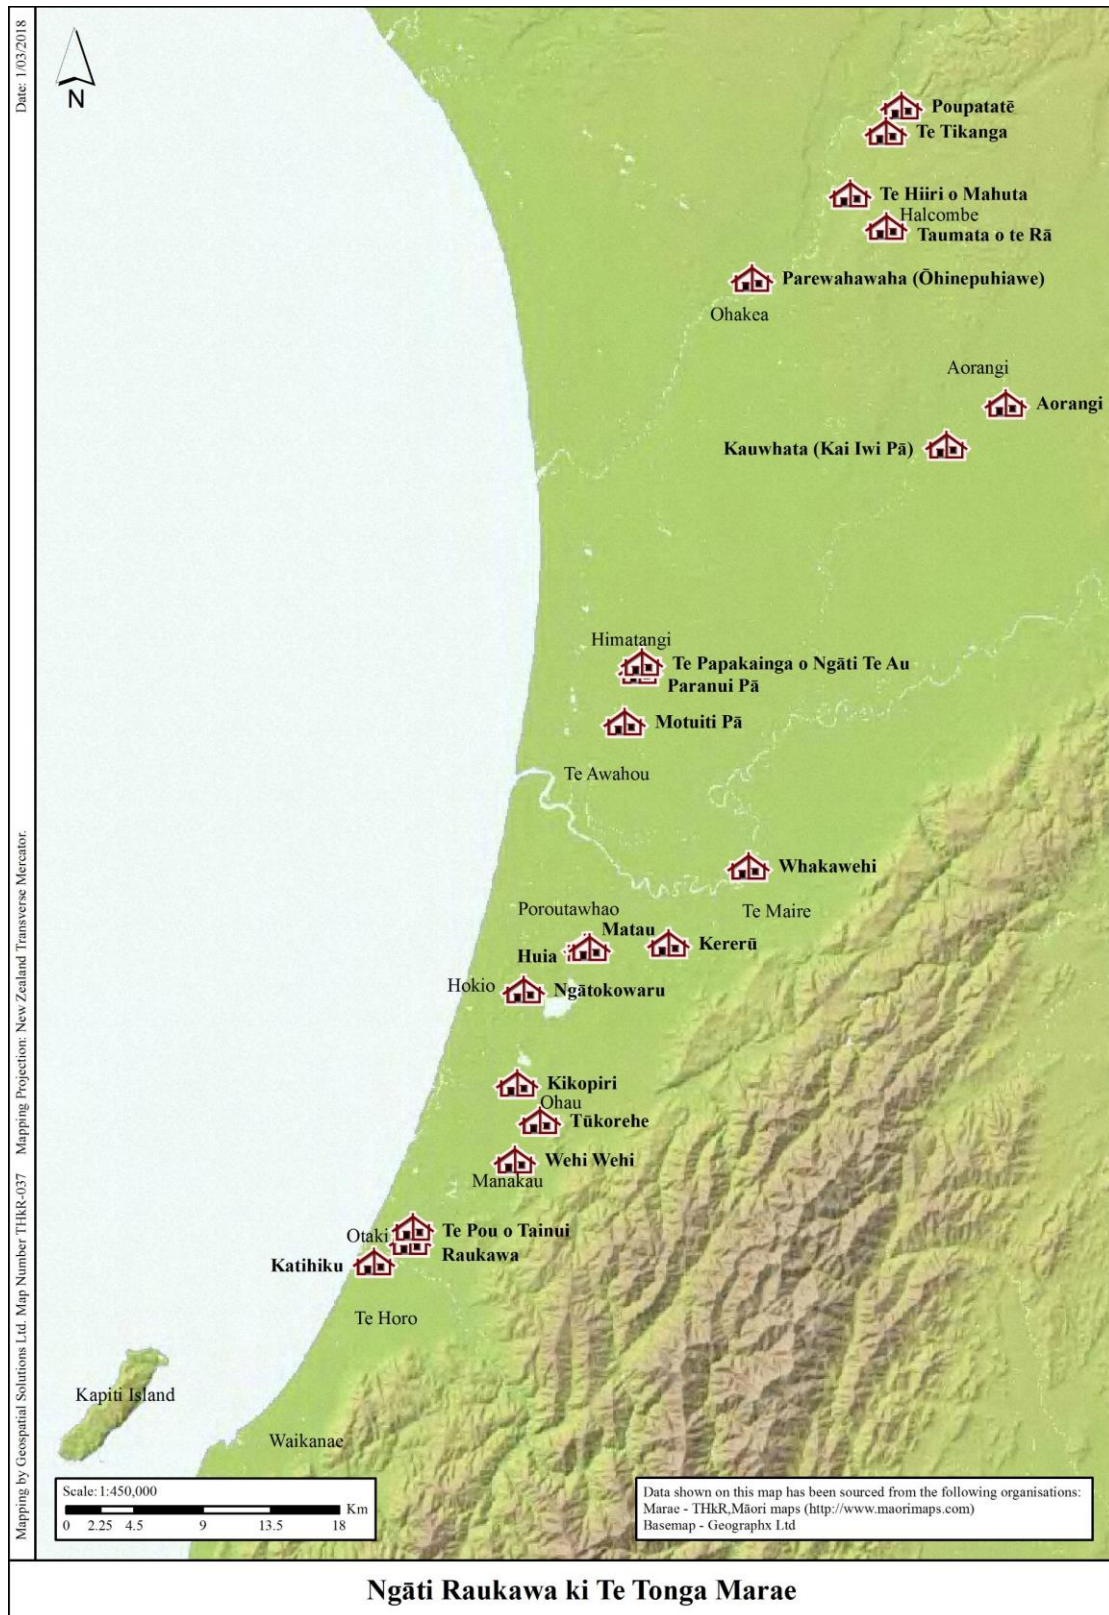 Date: 1/03/2018
Mapping Projection: New Zealand Transverse Mercator.
Mapping by Geospatial Solutions Ltd. Map Number THkR-037
N
Poupatatē
Te Tikanga
Te Hiiri o Mahuta
Halcombe
Taumata o te Rā
Parewahawaha (Ōhinepuhiawe)
Ohakea
Aorangi
Aorangi
Kauwhata (Kai Iwi Pā)
Himatangi
Te Papakainga o Ngāti Te Au
Paranui Pā
Motuiti Pā
Te Awahou
Whakawehi
Te Maire
Poroutawhao
Matau
Kererū
Huia
Hokio
Ngātokowaru
Kikopiri
Ohau
Tūkorehe
Wehi Wehi
Manakau
Te Pou o Tainui
Otaki
Raukawa
Katihiku
Te Horo
Kapiti Island
Waikanae
Scale: 1:450,000
Km
0 2.25 4.5 9 13.5 18
Data shown on this map has been sourced from the following organisations:
Marae - THkR,Māori maps (http://www.maorimaps.com)
Basemap - Geographx Ltd
Ngāti Raukawa ki Te Tonga Marae